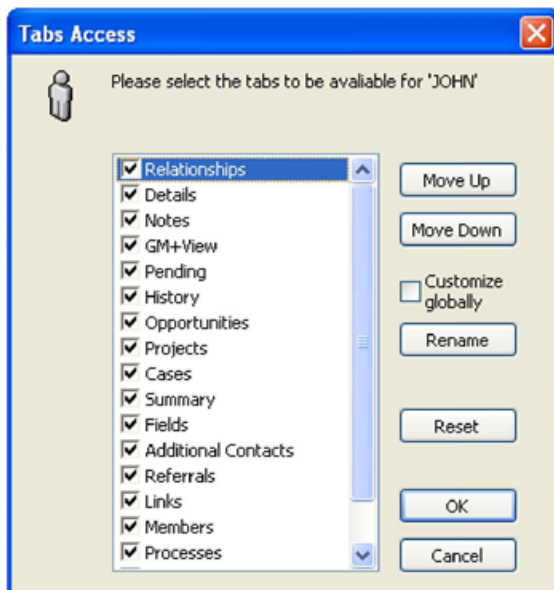 Tabs Access
Please select the tabs to be avaliable for 'JOHN'
Relationships
Details
Notes
GM+View
Pending
History
Opportunities
Projects
Cases
Summary
Fields
Additional Contacts
Referrals
Links
Members
Processes
Move Up
Move Down
Customize
globally
Rename
Reset
OK
Cancel